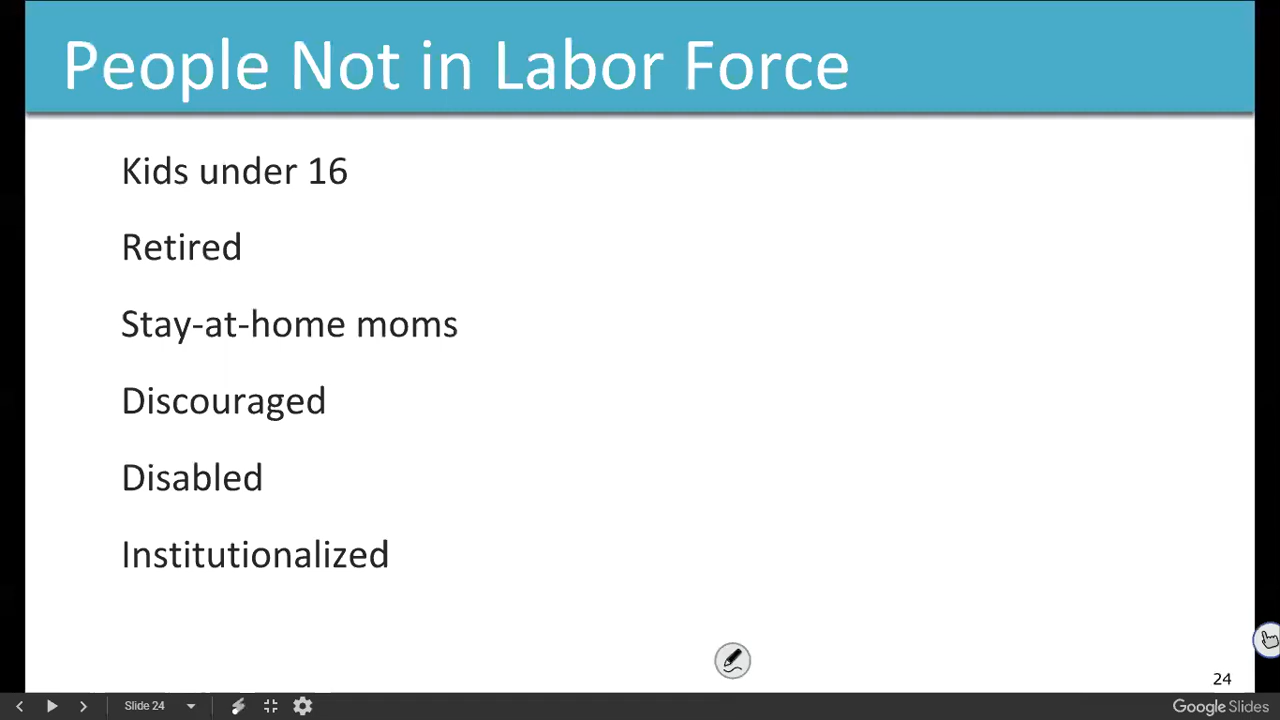 People Not in Labor Force
Kids under 16
Retired
Stay-at-home moms
Discouraged
Disabled
Institutionalized
24
Slide 24
Google Slides